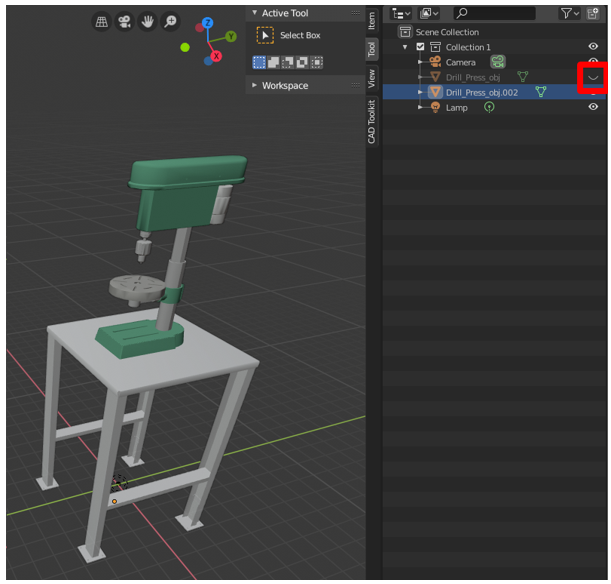 Z
Y
X
Active Tool
Select Box
Workspace
Item
Tool
View
CAD Toolkit
Scene Collection
Collection 1
Camera
Drill_Press_obj
Drill_Press_obj.002
Lamp